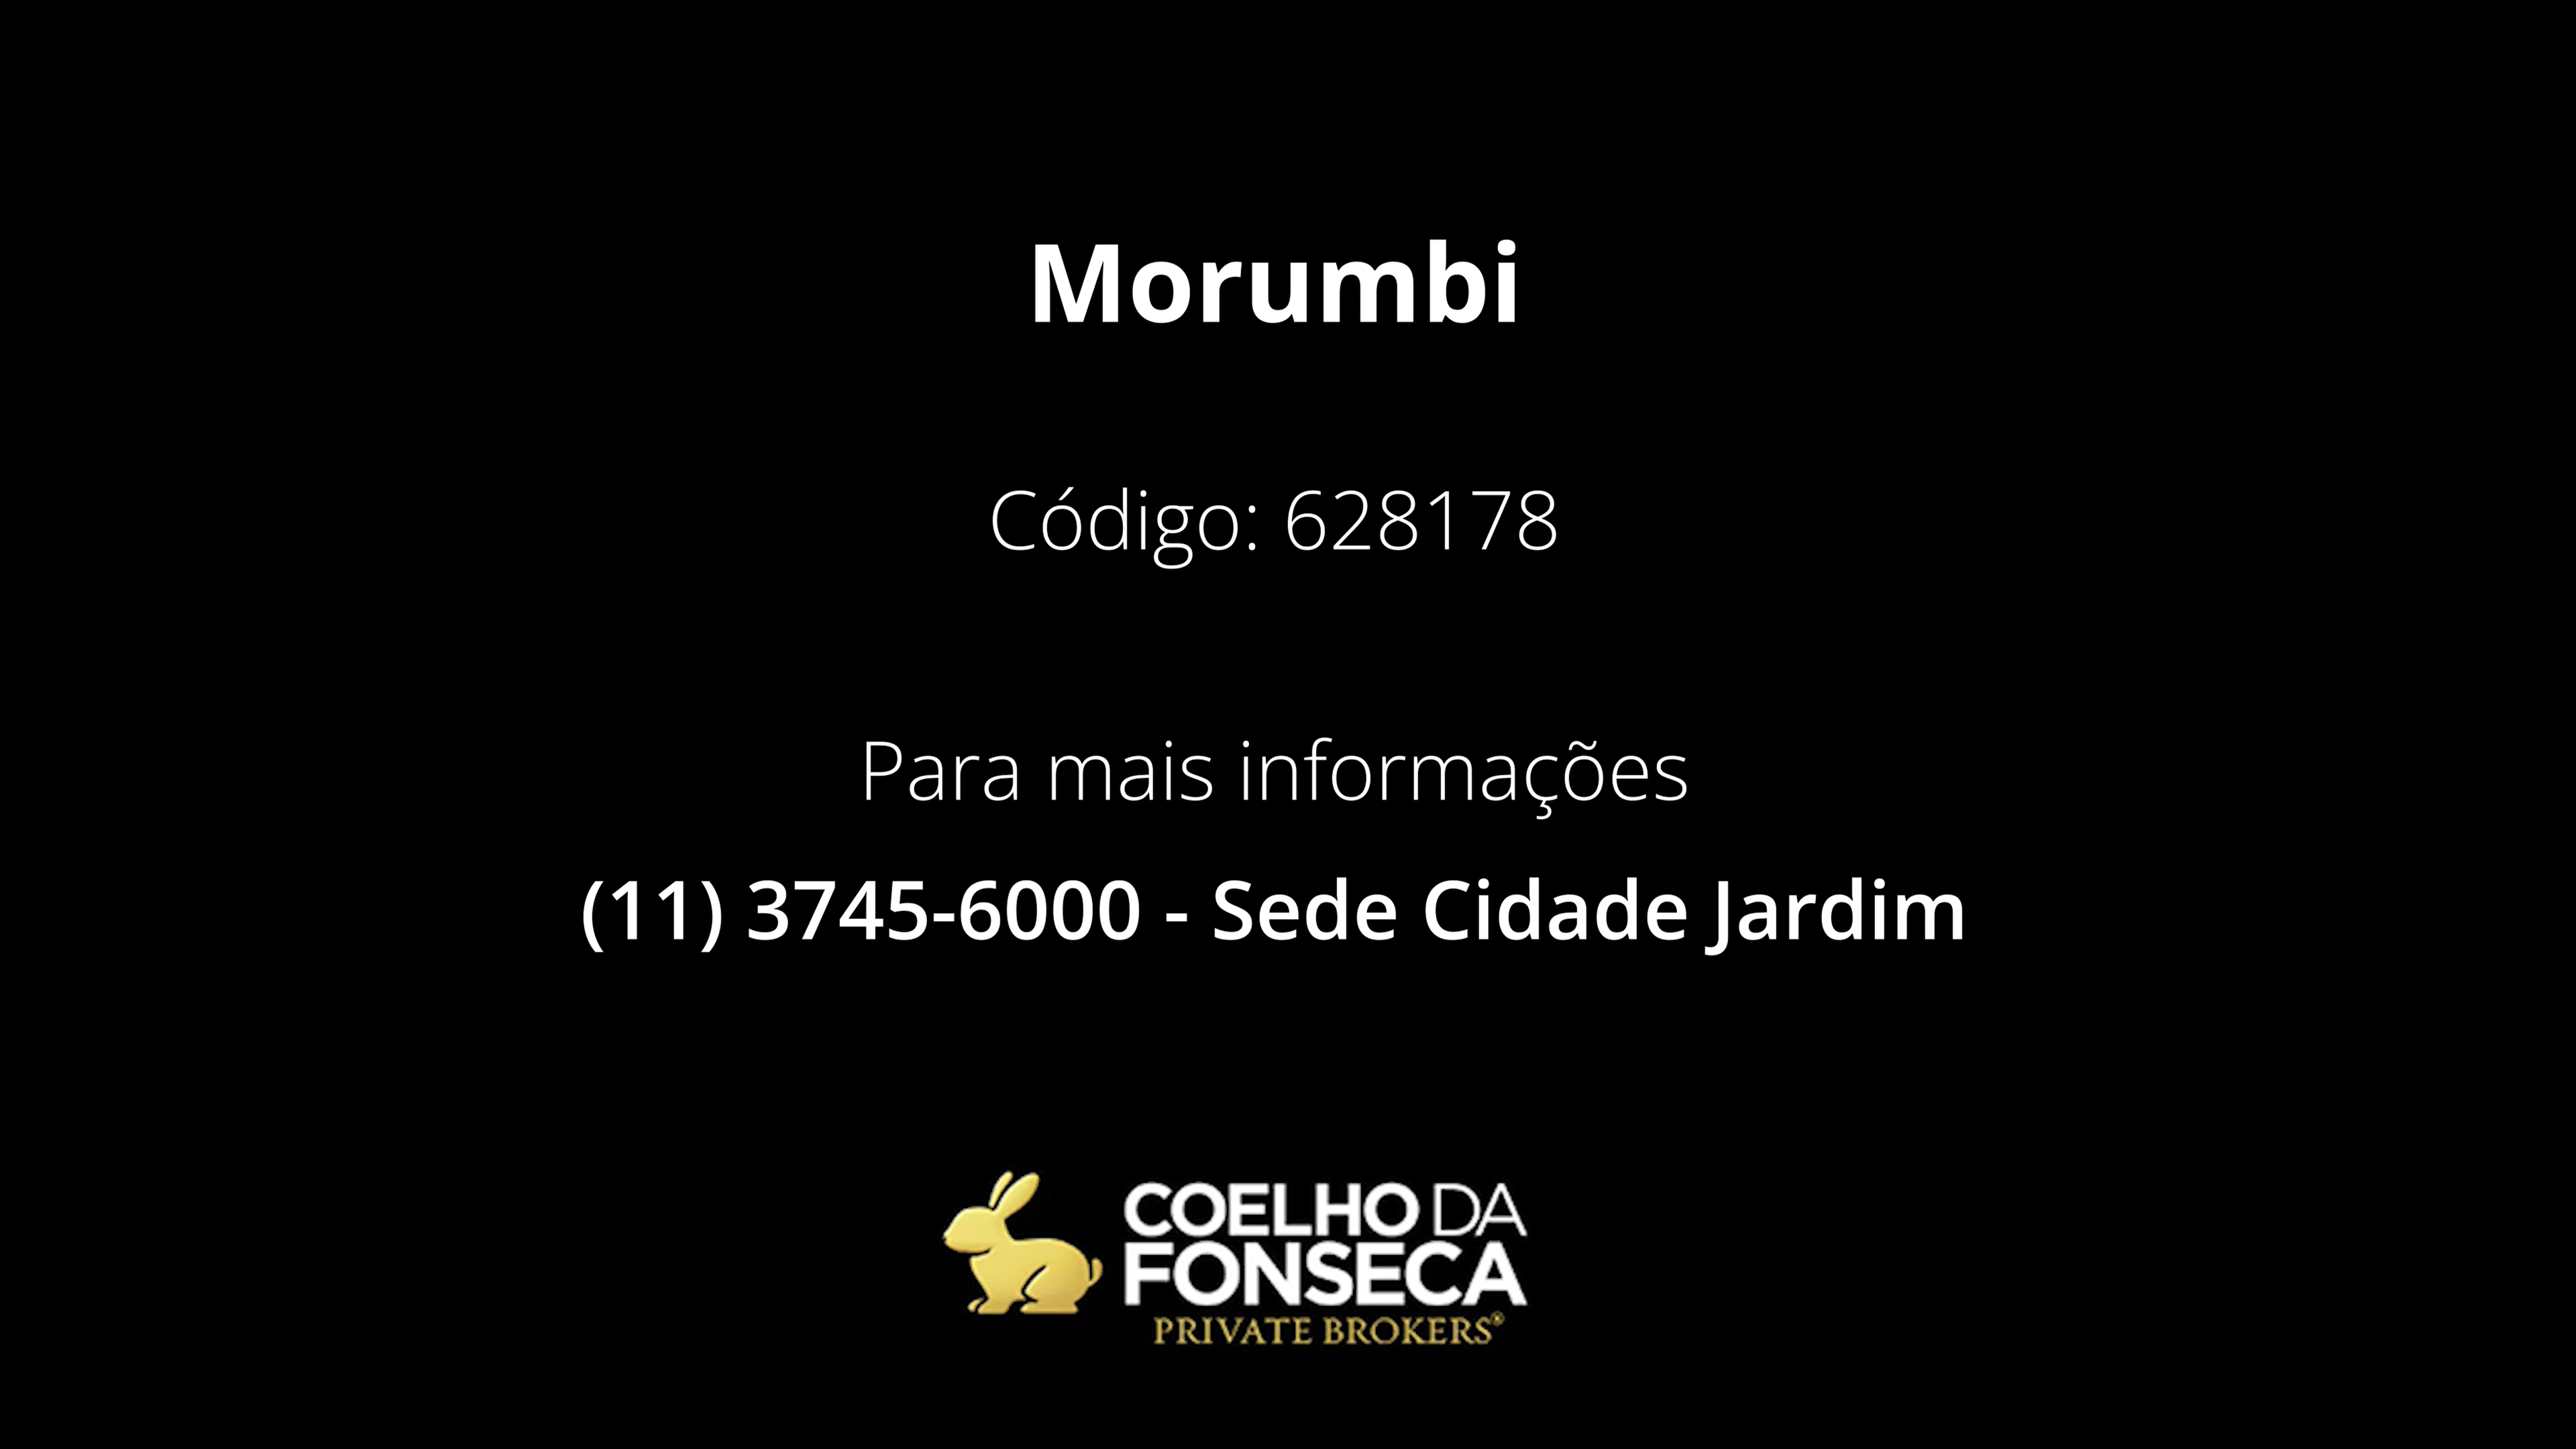 Morumbi
Código: 628178
Para mais informações
(11) 3745-6000 - Sede Cidade Jardim
COELHO DA
FONSECA
PRIVATE BROKERS®